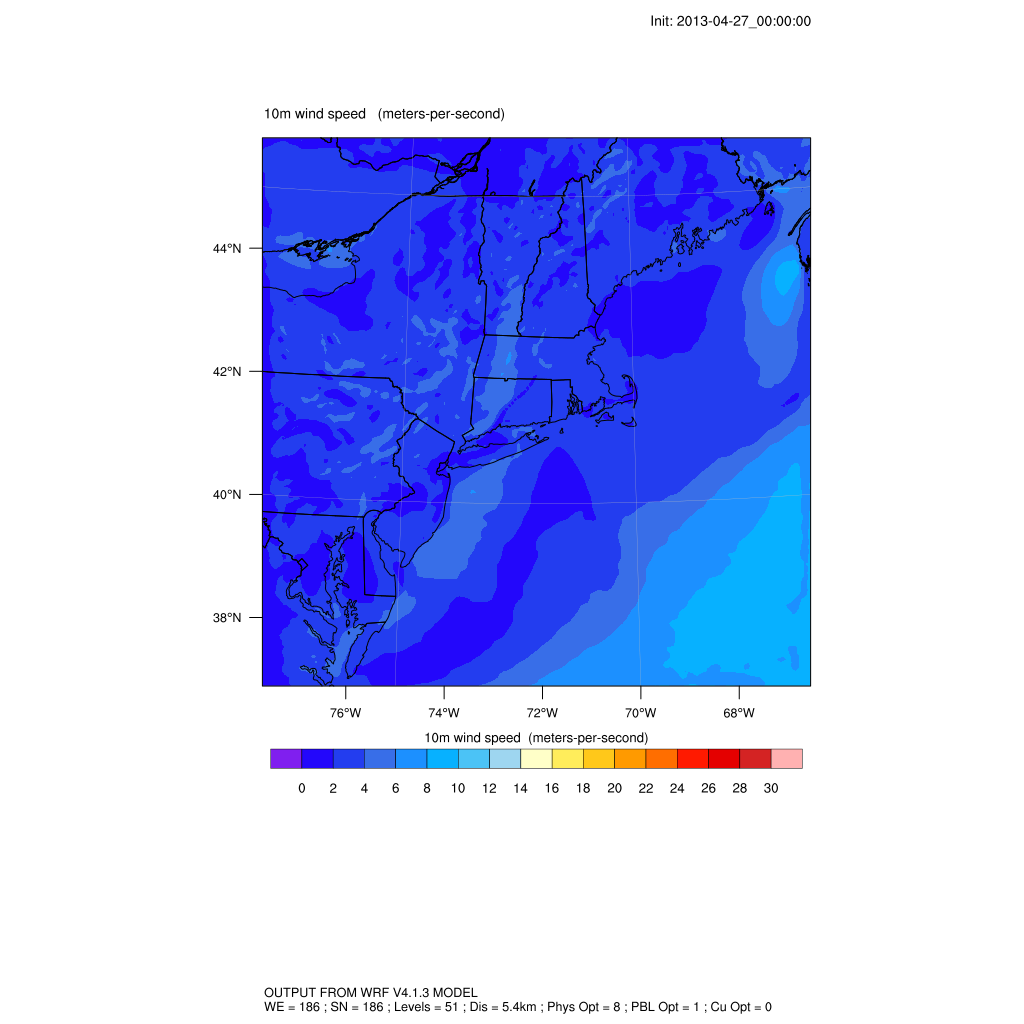 Init: 2013-04-27_00:00:00
10m wind speed (meters-per-second)
44°N
42°N
40°N
38°N
76°W 74°W 72°W 70°W 68°W
10m wind speed (meters-per-second)
0 2 4 6 8 10 12 14 16 18 20 22 24 26 28 30
OUTPUT FROM WRF V4.1.3 MODEL
WE = 186 ; SN = 186 ; Levels = 51 ; Dis = 5.4km ; Phys Opt = 8 ; PBL Opt = 1 ; Cu Opt = 0